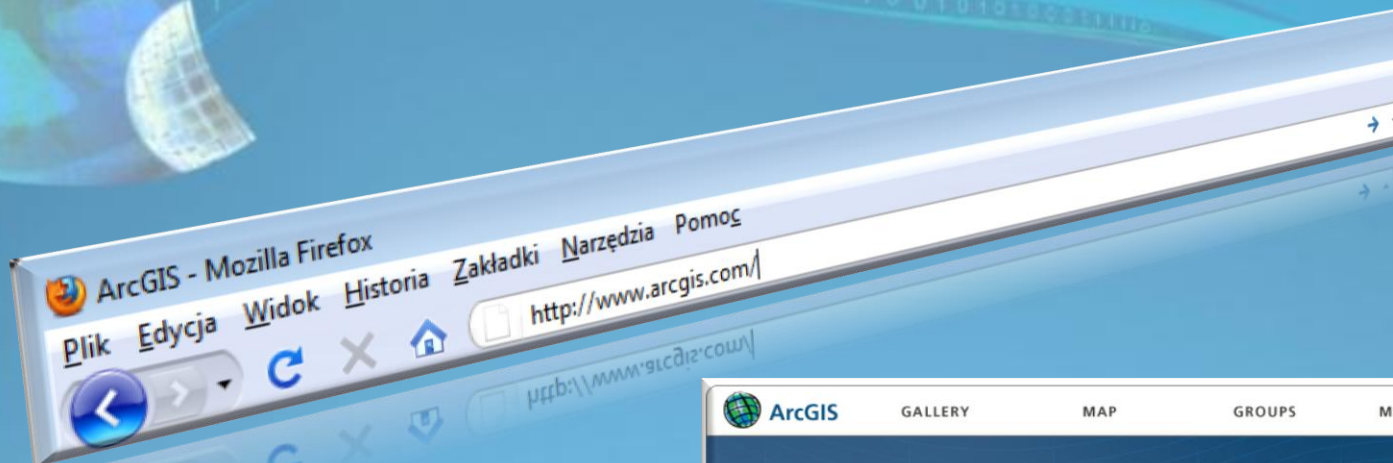 ArcGIS - Mozilla Firefox
Plik Edycja Widok Historia Zakładki Narzędzia Pomoc
http://www.arcgis.com/
ArcGIS GALLERY MAP GROUPS M